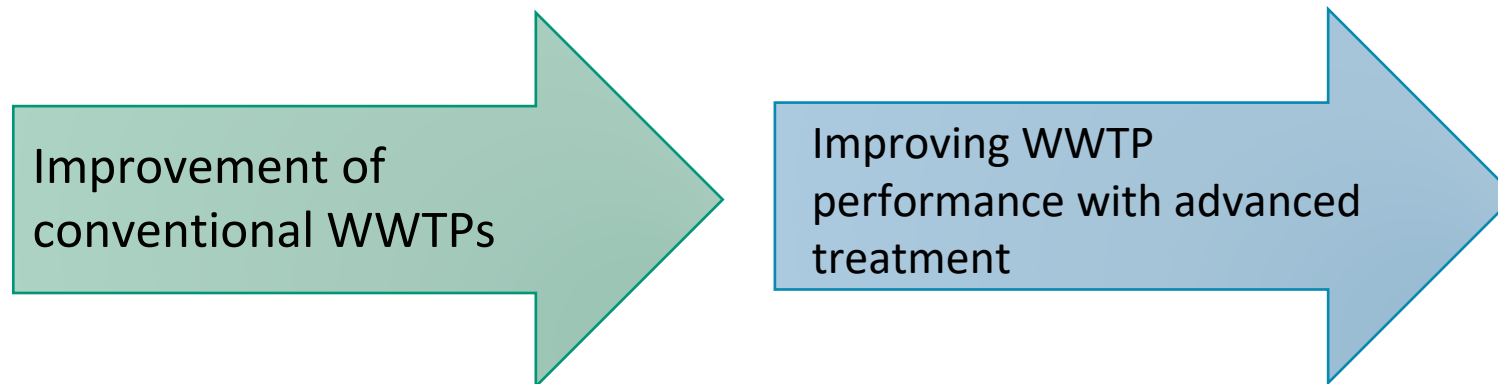 Improvement of
conventional WWTPs
Improving WWTP
performance with advanced
treatment